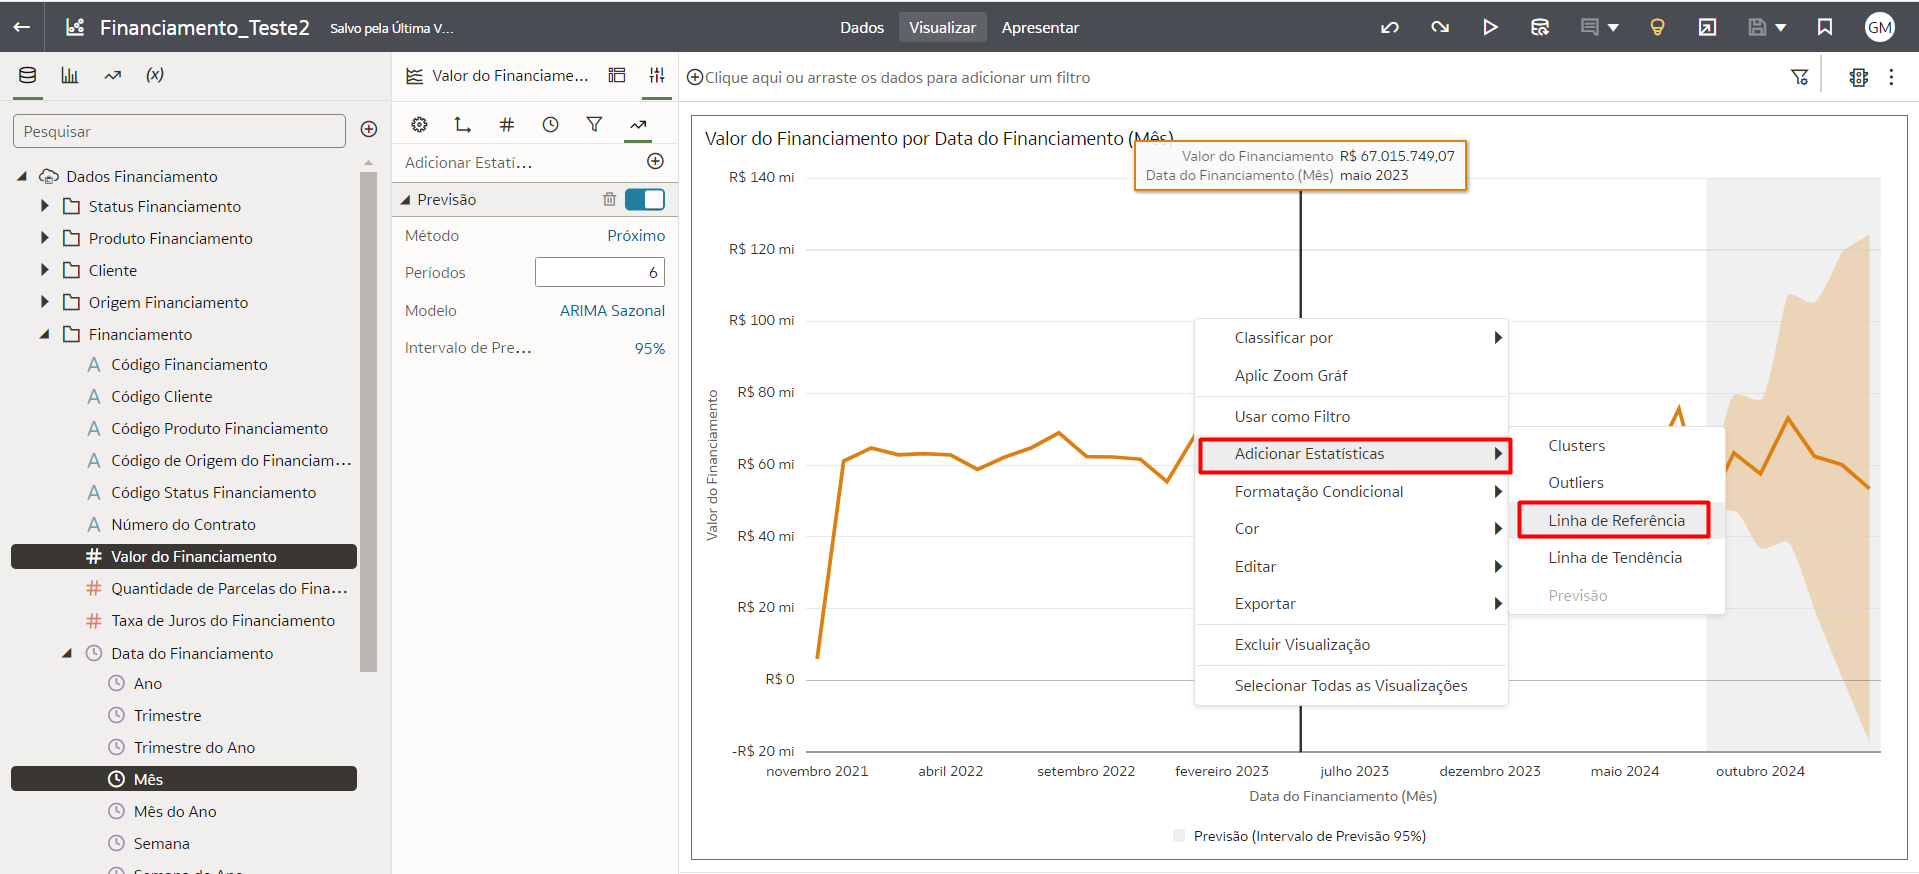 Financiamento_Teste2
Salvo pela Última V...
Dados
Visualizar
Apresentar
GM
(x)
Pesquisar
Dados Financiamento
Status Financiamento
Produto Financiamento
Cliente
Origem Financiamento
Financiamento
A Código Financiamento
A Código Cliente
A Código Produto Financiamento
A Código de Origem do Financiam...
A Código Status Financiamento
A Número do Contrato
# Valor do Financiamento
# Quantidade de Parcelas do Fina...
# Taxa de Juros do Financiamento
Data do Financiamento
Ano
Trimestre
Trimestre do Ano
Mês
Mês do Ano
Semana
Semana do Ano
Valor do Financiame...
#
Adicionar Estatí...
Previsão
Método Próximo
Períodos 6
Modelo ARIMA Sazonal
Intervalo de Pre... 95%
Clique aqui ou arraste os dados para adicionar um filtro
Valor do Financiamento por Data do Financiamento (Mês)
Valor do Financiamento R$ 67.015.749,07
Data do Financiamento (Mês) maio 2023
R$ 140 mi
R$ 120 mi
R$ 100 mi
R$ 80 mi
R$ 60 mi
R$ 40 mi
R$ 20 mi
R$ 0
-R$ 20 mi
Valor do Financiamento
Classificar por
Aplic Zoom Gráf
Usar como Filtro
Adicionar Estatísticas
Formatação Condicional
Cor
Editar
Exportar
Excluir Visualização
Selecionar Todas as Visualizações
Clusters
Outliers
Linha de Referência
Linha de Tendência
Previsão
novembro 2021
abril 2022
setembro 2022
fevereiro 2023
julho 2023
dezembro 2023
maio 2024
outubro 2024
Data do Financiamento (Mês)
Previsão (Intervalo de Previsão 95%)